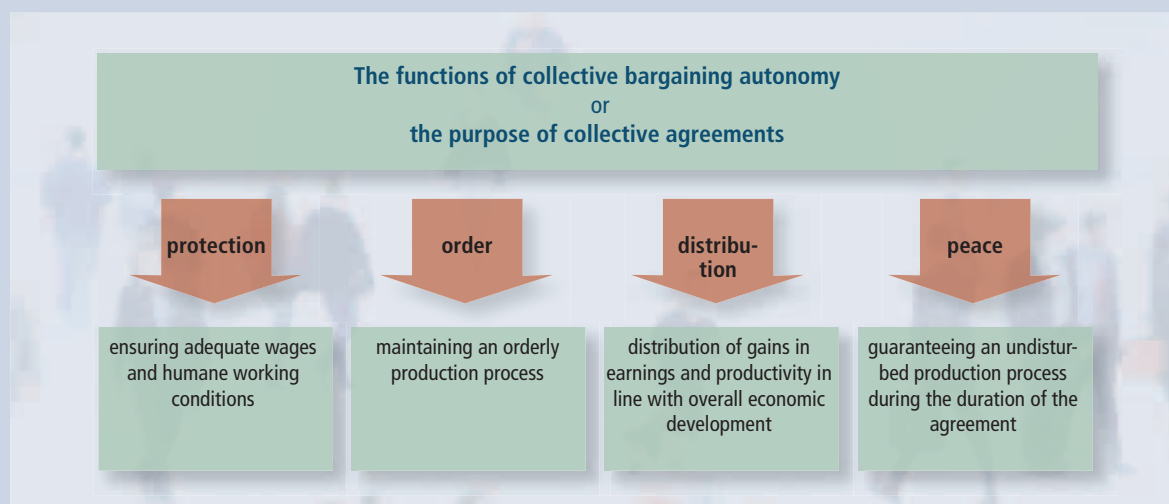 The functions of collective bargaining autonomy
or
the purpose of collective agreements
protection
order
distribu-
tion
peace
ensuring adequate wages
and humane working
conditions
maintaining an orderly
production process
distribution of gains in
earnings and productivity in
line with overall economic
development
guaranteeing an undistur-
bed production process
during the duration of the
agreement